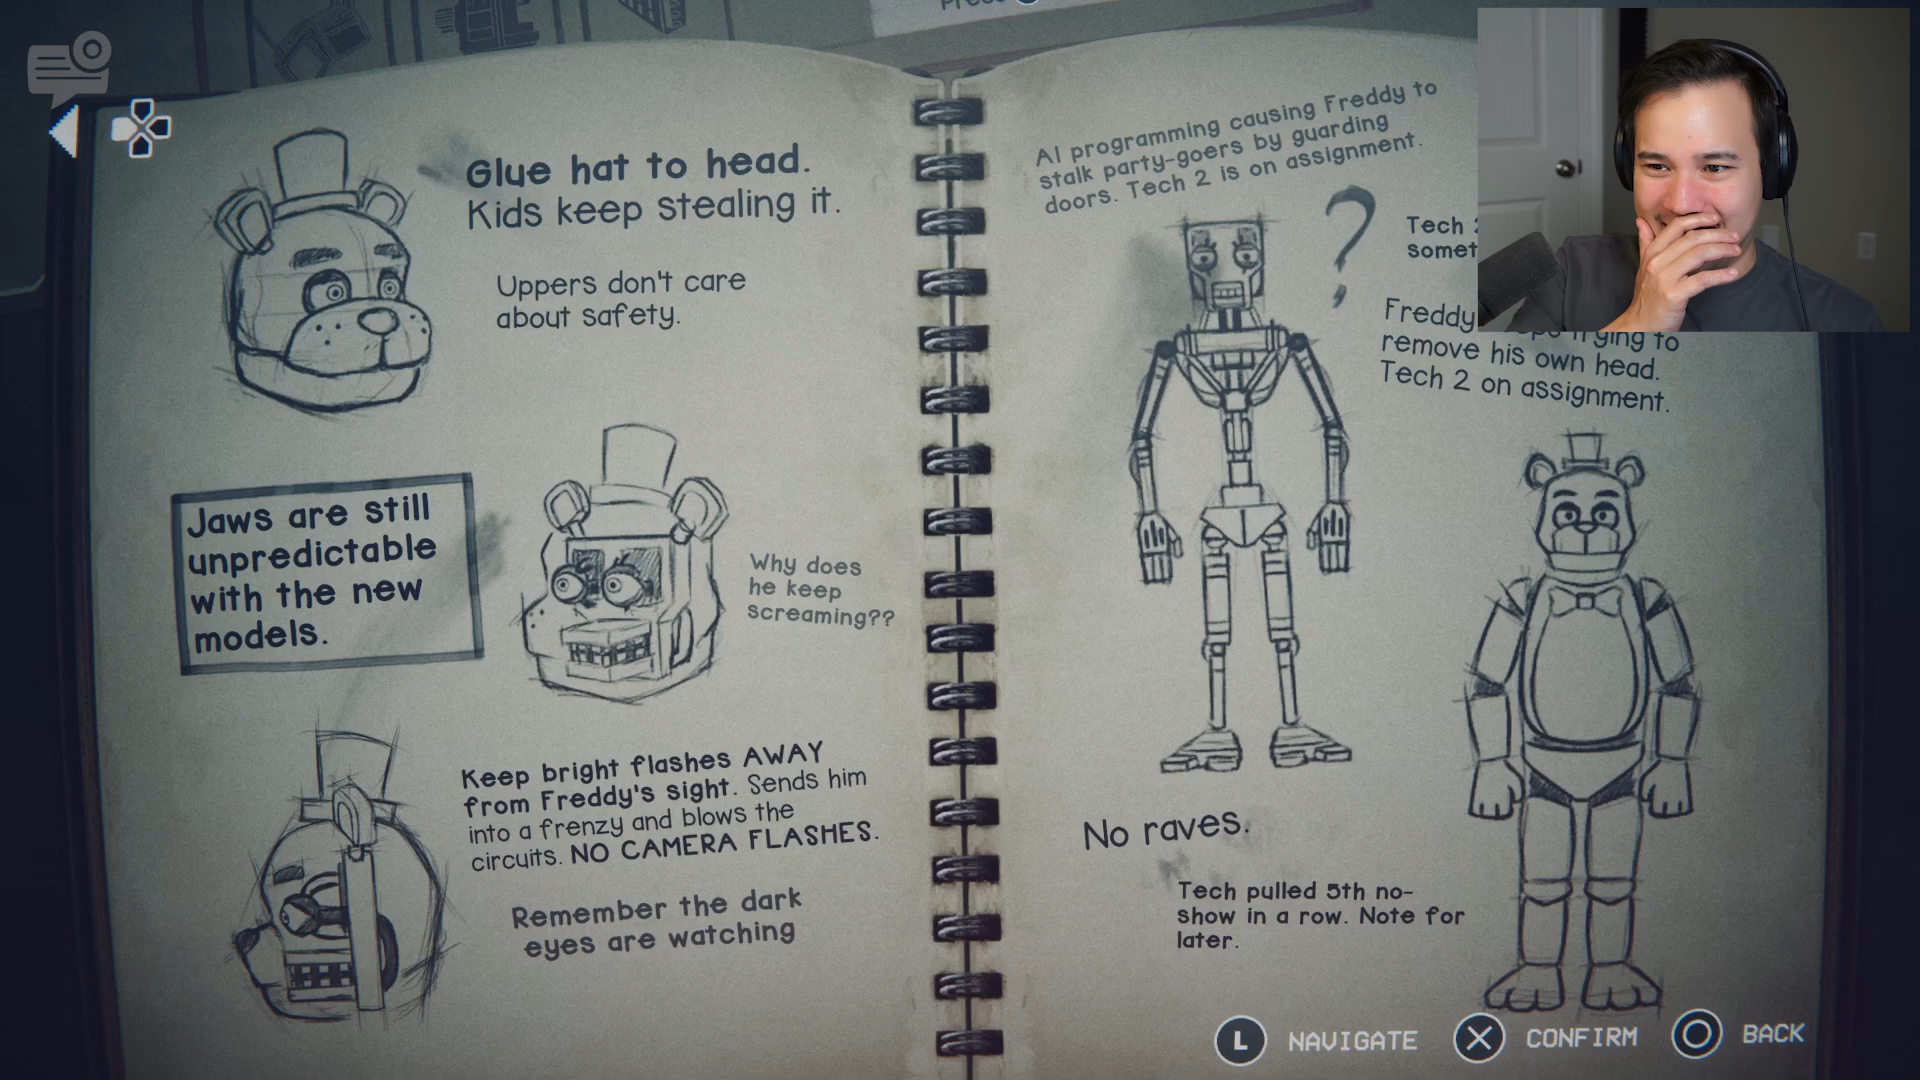 Glue hat to head.
Kids keep stealing it.
Uppers don't care
about safety.
Jaws are still
unpredictable
with the new
models.
Why does
he keep
screaming??
Keep bright flashes AWAY
from Freddy's sight. Sends him
into a frenzy and blows the
circuits. NO CAMERA FLASHES.
Remember the dark
eyes are watching
AI programming causing Freddy to
stalk party-goers by guarding
doors. Tech 2 is on assignment.
?
Tech
Freddy trying to
remove his own head.
Tech 2 on assignment.
No raves.
Tech pulled 5th no-
show in a row. Note for
later.
L NAVIGATE X CONFIRM O BACK